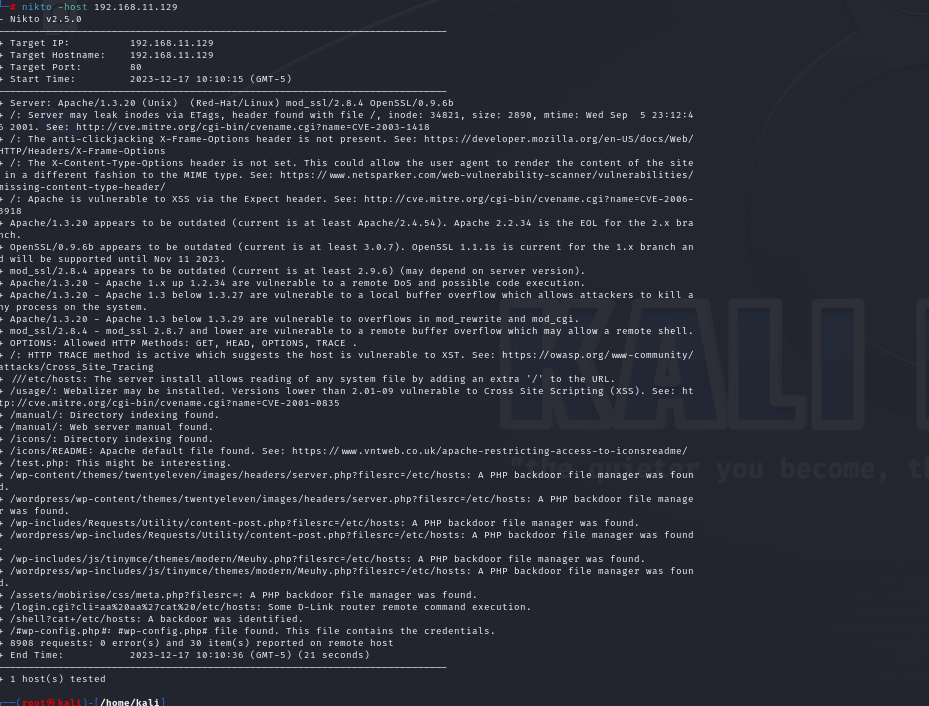 └─# nikto -host 192.168.11.129
- Nikto v2.5.0
+ Target IP:          192.168.11.129
+ Target Hostname:    192.168.11.129
+ Target Port:        80
+ Start Time:         2023-12-17 10:10:15 (GMT-5)
+ Server: Apache/1.3.20 (Unix)  (Red-Hat/Linux) mod_ssl/2.8.4 OpenSSL/0.9.6b
+ /: Server may leak inodes via ETags, header found with file /, inode: 34821, size: 2890, mtime: Wed Sep  5 23:12:4
6 2001. See: http://cve.mitre.org/cgi-bin/cvename.cgi?name=CVE-2003-1418
+ /: The anti-clickjacking X-Frame-Options header is not present. See: https://developer.mozilla.org/en-US/docs/Web/
HTTP/Headers/X-Frame-Options
+ /: The X-Content-Type-Options header is not set. This could allow the user agent to render the content of the site
 in a different fashion to the MIME type. See: https://www.netsparker.com/web-vulnerability-scanner/vulnerabilities/
missing-content-type-header/
+ /: Apache is vulnerable to XSS via the Expect header. See: http://cve.mitre.org/cgi-bin/cvename.cgi?name=CVE-2006-
3918
+ Apache/1.3.20 appears to be outdated (current is at least Apache/2.4.54). Apache 2.2.34 is the EOL for the 2.x bra
nch.
+ OpenSSL/0.9.6b appears to be outdated (current is at least 3.0.7). OpenSSL 1.1.1s is current for the 1.x branch an
d will be supported until Nov 11 2023.
+ mod_ssl/2.8.4 appears to be outdated (current is at least 2.9.6) (may depend on server version).
+ Apache/1.3.20 - Apache 1.x up 1.2.34 are vulnerable to a remote DoS and possible code execution.
+ Apache/1.3.20 - Apache 1.3 below 1.3.27 are vulnerable to a local buffer overflow which allows attackers to kill a
ny process on the system.
+ Apache/1.3.20 - Apache 1.3 below 1.3.29 are vulnerable to overflows in mod_rewrite and mod_cgi.
+ mod_ssl/2.8.4 - mod_ssl 2.8.7 and lower are vulnerable to a remote buffer overflow which may allow a remote shell.
+ OPTIONS: Allowed HTTP Methods: GET, HEAD, OPTIONS, TRACE .
+ /: HTTP TRACE method is active which suggests the host is vulnerable to XST. See: https://owasp.org/www-community/
attacks/Cross_Site_Tracing
+ ///etc/hosts: The server install allows reading of any system file by adding an extra '/' to the URL.
+ /usage/: Webalizer may be installed. Versions lower than 2.01-09 vulnerable to Cross Site Scripting (XSS). See: ht
tp://cve.mitre.org/cgi-bin/cvename.cgi?name=CVE-2001-0835
+ /manual/: Directory indexing found.
+ /manual/: Web server manual found.
+ /icons/: Directory indexing found.
+ /icons/README: Apache default file found. See: https://www.vntweb.co.uk/apache-restricting-access-to-iconsreadme/
+ /test.php: This might be interesting.
+ /wp-content/themes/twentyeleven/images/headers/server.php?filesrc=/etc/hosts: A PHP backdoor file manager was foun
d.
+ /wordpress/wp-content/themes/twentyeleven/images/headers/server.php?filesrc=/etc/hosts: A PHP backdoor file manage
r was found.
+ /wp-includes/Requests/Utility/content-post.php?filesrc=/etc/hosts: A PHP backdoor file manager was found.
+ /wordpress/wp-includes/Requests/Utility/content-post.php?filesrc=/etc/hosts: A PHP backdoor file manager was found
.
+ /wp-includes/js/tinymce/themes/modern/Meuhy.php?filesrc=/etc/hosts: A PHP backdoor file manager was found.
+ /wordpress/wp-includes/js/tinymce/themes/modern/Meuhy.php?filesrc=/etc/hosts: A PHP backdoor file manager was foun
d.
+ /assets/mobirise/css/meta.php?filesrc=: A PHP backdoor file manager was found.
+ /login.cgi?cli=aa%20aa%27cat%20/etc/hosts: Some D-Link router remote command execution.
+ /shell?cat+/etc/hosts: A backdoor was identified.
+ /#wp-config.php#: #wp-config.php# file found. This file contains the credentials.
+ 8908 requests: 0 error(s) and 30 item(s) reported on remote host
+ End Time:           2023-12-17 10:10:36 (GMT-5) (21 seconds)
+ 1 host(s) tested
┌──(root㉿kali)-[/home/kali]
KALI
"the quieter you become, th